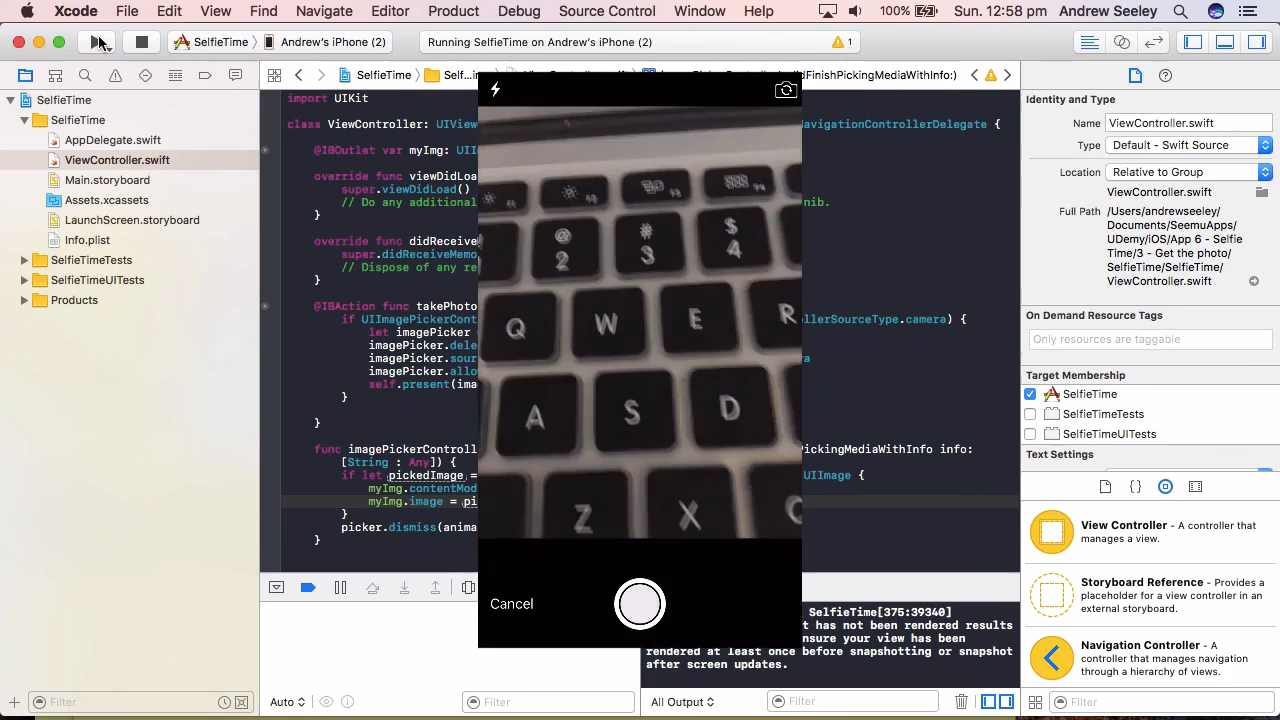 Xcode File Edit View Find Navigate Editor Product Debug Source Control Window Help 100% Sun. 12:58 pm Andrew Seeley
SelfieTime Andrew's iPhone (2) Running SelfieTime on Andrew's iPhone (2) 1
SelfieTime
SelfieTime
AppDelegate.swift
ViewController.swift
Main.storyboard
Assets.xcassets
LaunchScreen.storyboard
Info.plist
SelfieTimeTests
SelfieTimeUITests
Products
Filter
SelfieTime Self... :)
import UIKit
class ViewController: UIView NavigationControllerDelegate {
@IBOutlet var myImg: UII
override func viewDidLoa
super.viewDidLoad()
// Do any additional nib.
}
override func didReceive
super.didReceiveMemo
// Dispose of any re
}
@IBAction func takePhoto
if UIImagePickerCont ollerSourceType.camera) {
let imagePicker =
imagePicker.dele
imagePicker.sour a
imagePicker.allo
self.present(ima
}
}
func imagePickerControll PickingMediaWithInfo info:
[String : Any]) {
if let pickedImage = UIImage {
myImg.contentMod
myImg.image = pi
}
picker.dismiss(anima
}
F3 F4
@ 2 # 3 $ 4
Q W E R
A S D
Z X C
Cancel
Auto Filter
SelfieTime[375:39340]
t has not been rendered results
nsure your view has been
rendered at least once before snapshotting or snapshot
after screen updates.
All Output Filter
Identity and Type
Name ViewController.swift
Type Default - Swift Source
Location Relative to Group
ViewController.swift
Full Path /Users/andrewseeley/
Documents/SeemuApps/
UDemy/iOS/App 6 - Selfie
Time/3 - Get the photo/
SelfieTime/SelfieTime/
ViewController.swift
On Demand Resource Tags
Only resources are taggable
Target Membership
SelfieTime
SelfieTimeTests
SelfieTimeUITests
Text Settings
View Controller - A controller that
manages a view.
Storyboard Reference - Provides a
placeholder for a view controller in an
external storyboard.
Navigation Controller - A
controller that manages navigation
through a hierarchy of views.
Filter